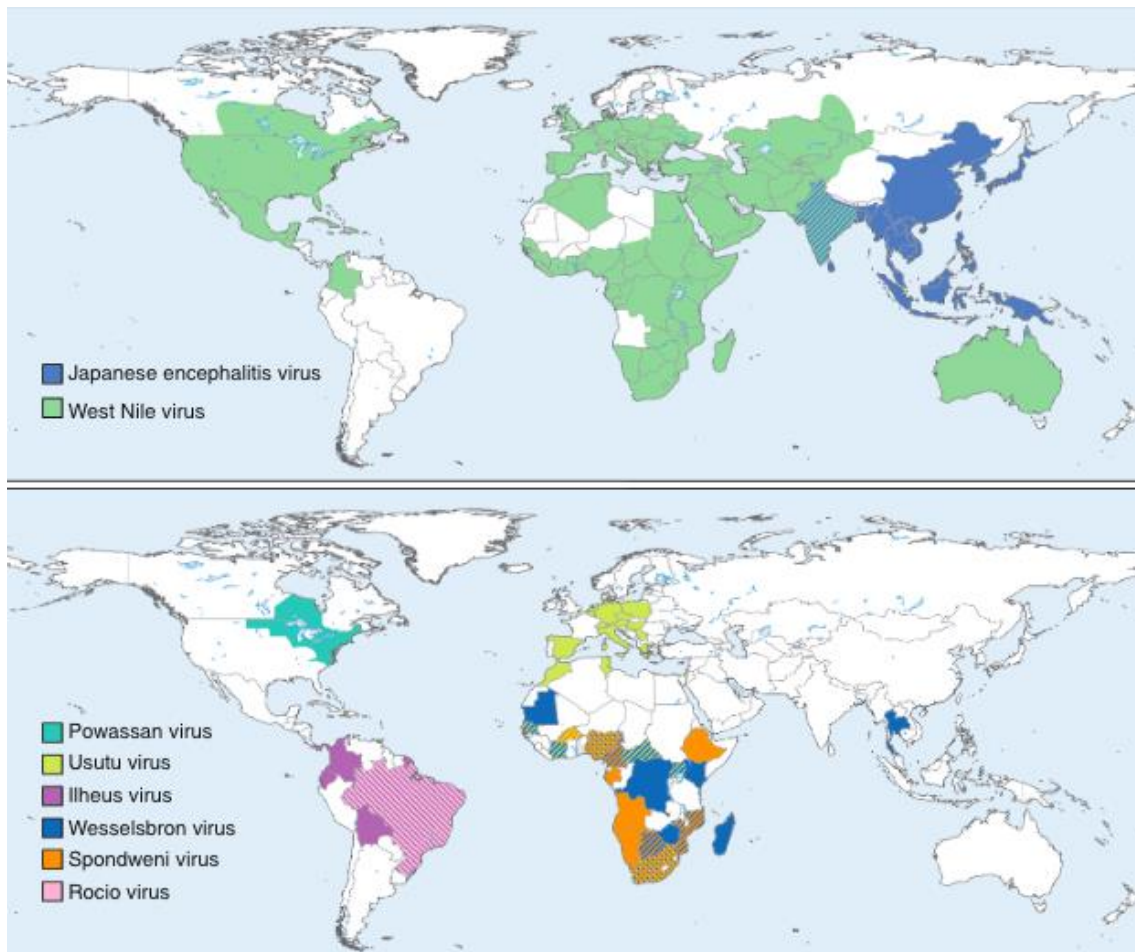 Japanese encephalitis virus
West Nile virus
Powassan virus
Usutu virus
Ilheus virus
Wesselsbron virus
Spondweni virus
Rocio virus